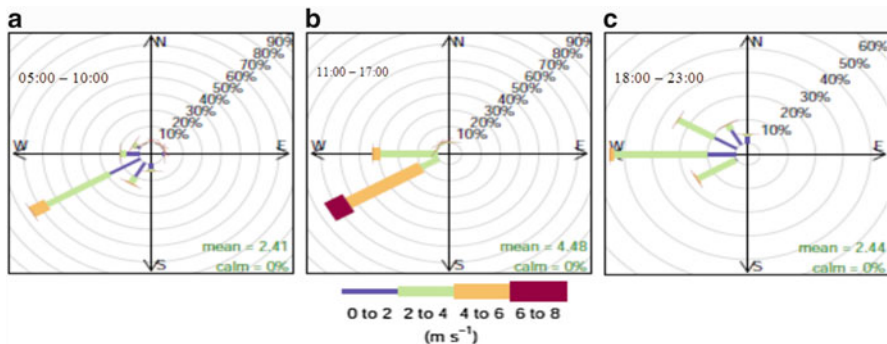 a
05:00 – 10:00
N
W
E
S
90%
80%
70%
60%
50%
40%
30%
20%
10%
mean = 2.41
calm = 0%
b
11:00 – 17:00
N
W
E
S
90%
80%
70%
60%
50%
40%
30%
20%
10%
mean = 4.48
calm = 0%
c
18:00 – 23:00
N
W
E
S
60%
50%
40%
30%
20%
10%
mean = 2.44
calm = 0%
0 to 2 2 to 4 4 to 6 6 to 8
(m s⁻¹)